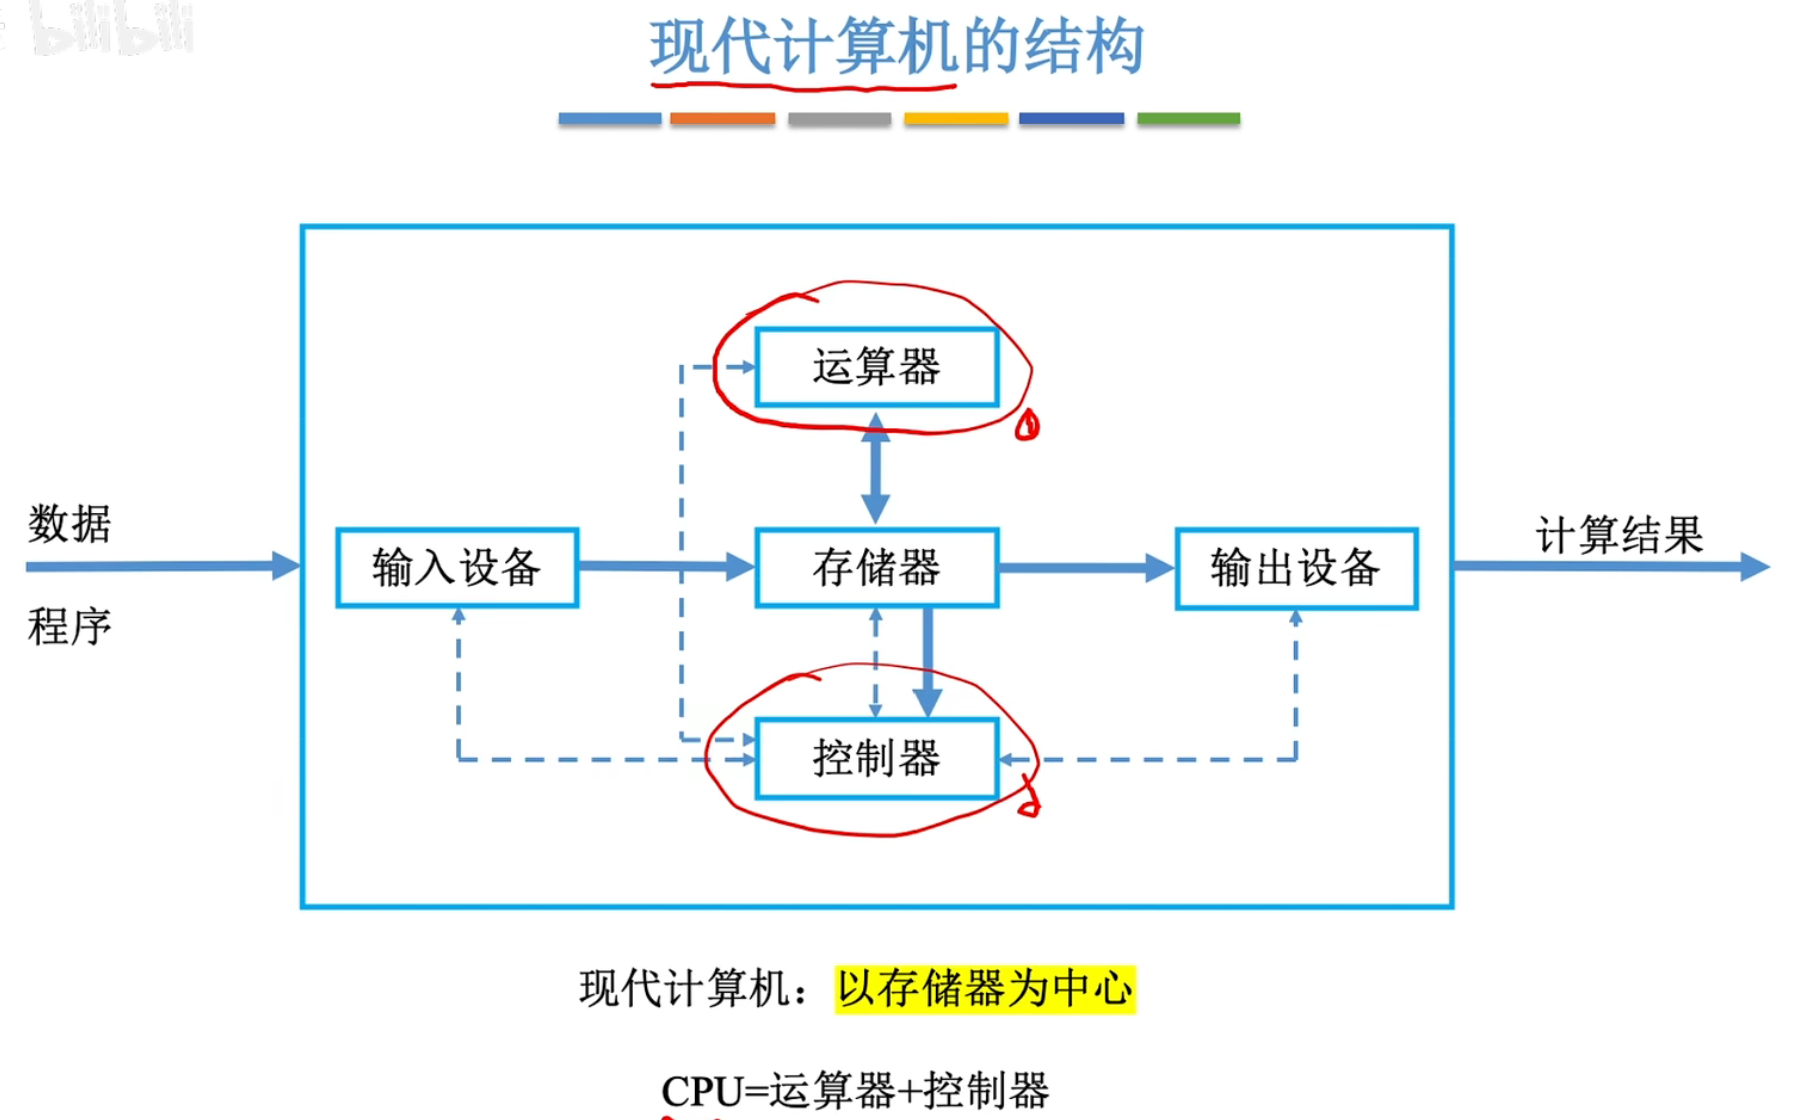 bilibili
现代计算机的结构
运算器
数据
程序
输入设备
存储器
输出设备
计算结果
控制器
现代计算机：以存储器为中心
CPU=运算器+控制器